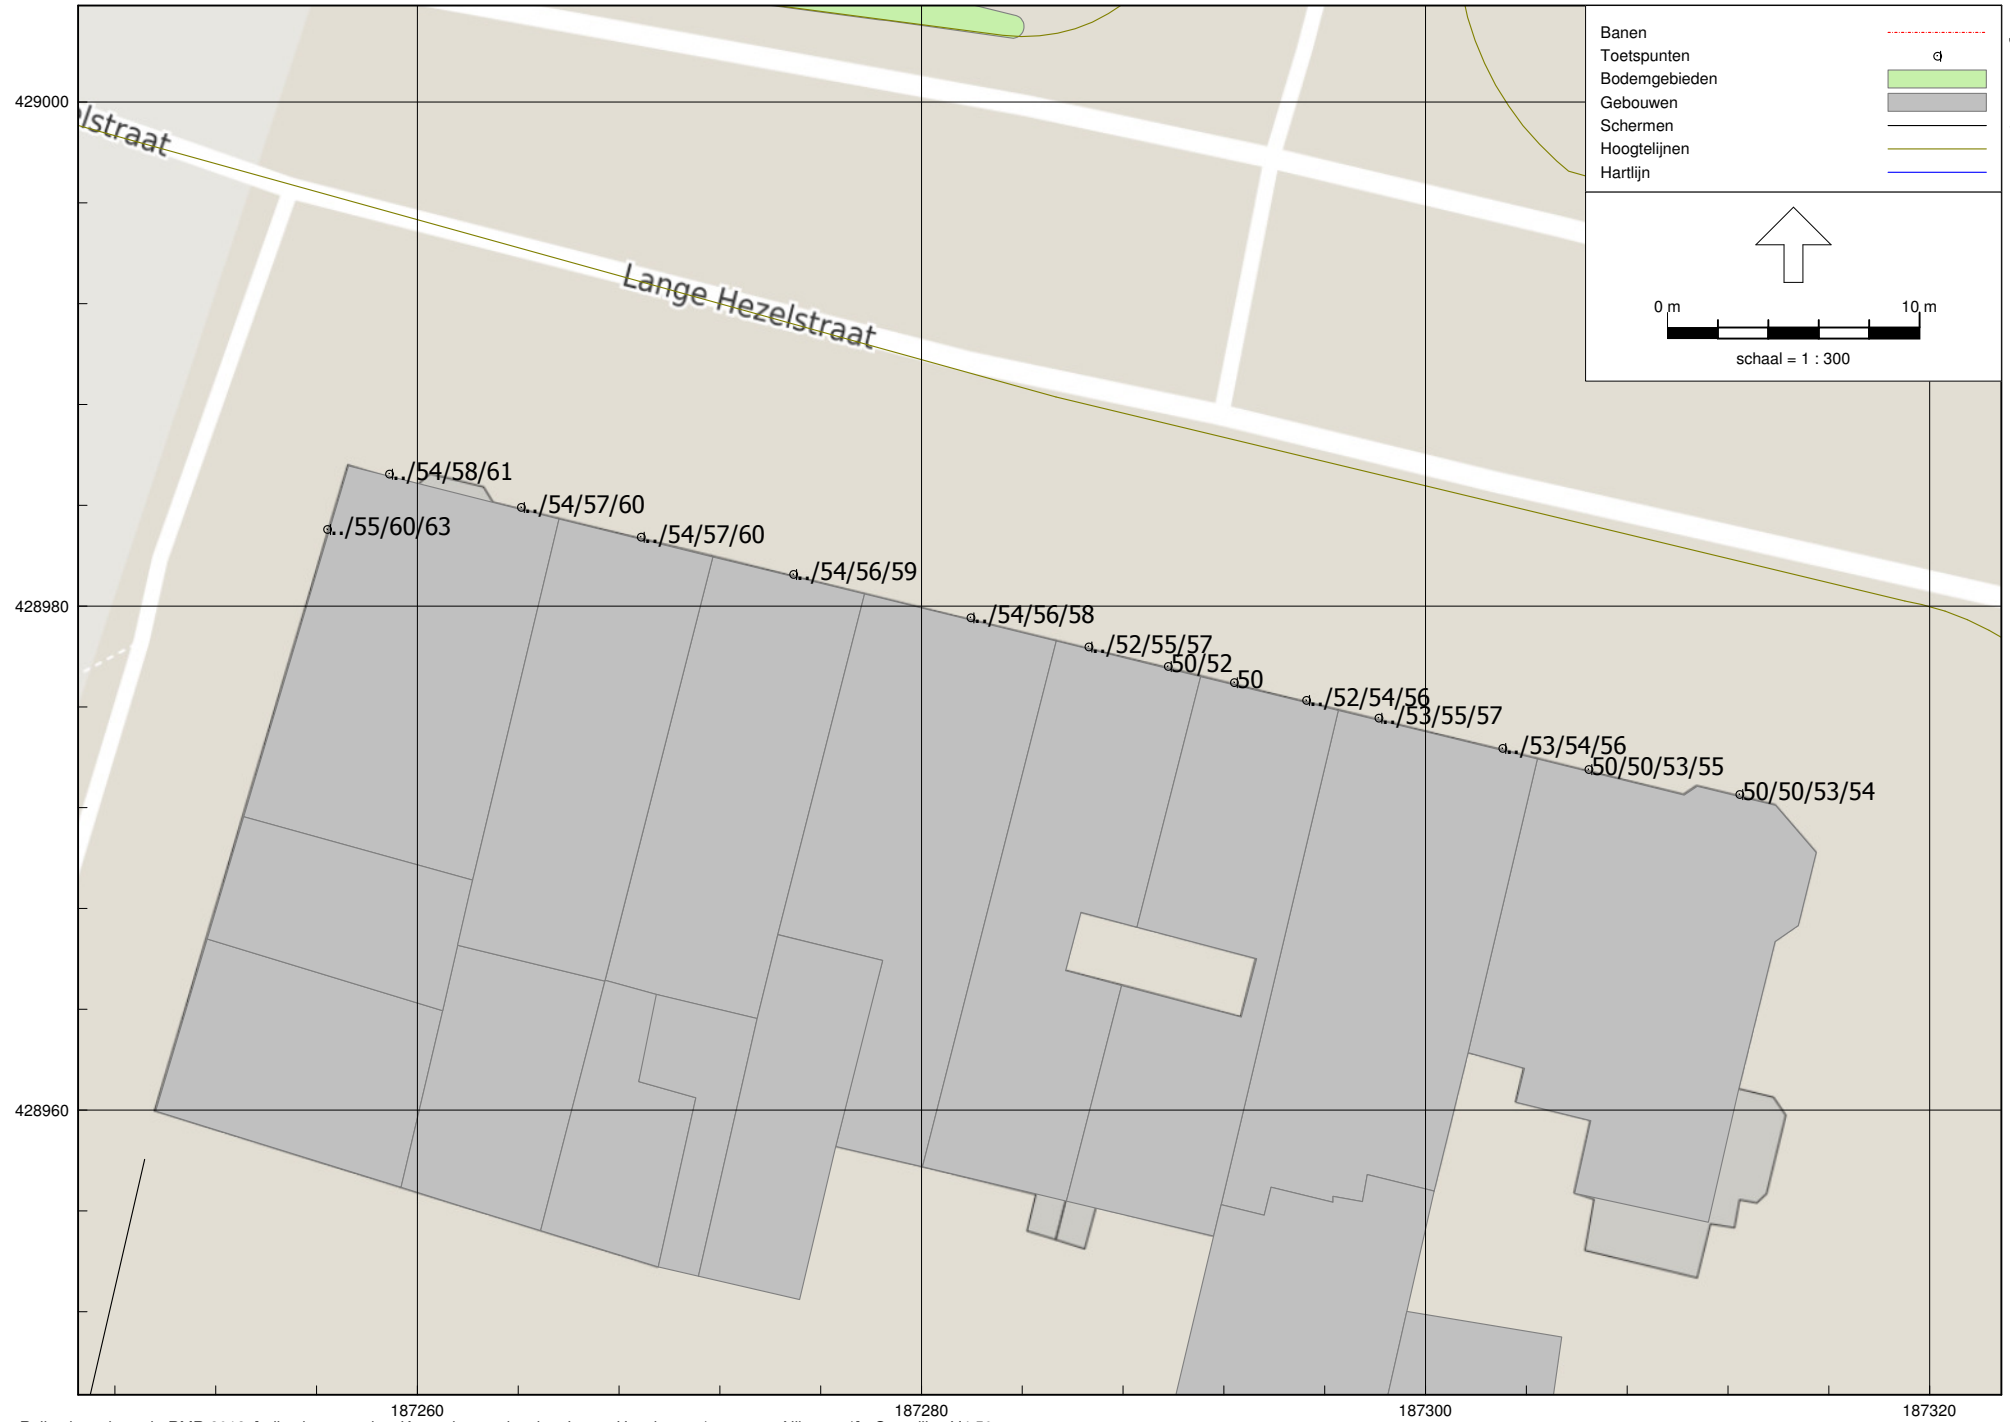 Banen
Toetspunten
Bodemgebieden
Gebouwen
Schermen
Hoogtelijnen
Hartlijn
0 m 10 m
schaal = 1 : 300
429000
elstraat
Lange Hezelstraat
../54/58/61
../54/57/60
../55/60/63
../54/57/60
../54/56/59
428980
../54/56/58
../52/55/57
50/52
50
../52/54/56
../53/55/57
../53/54/56
50/50/53/55
50/50/53/54
428960
187260 187280 187300 187320